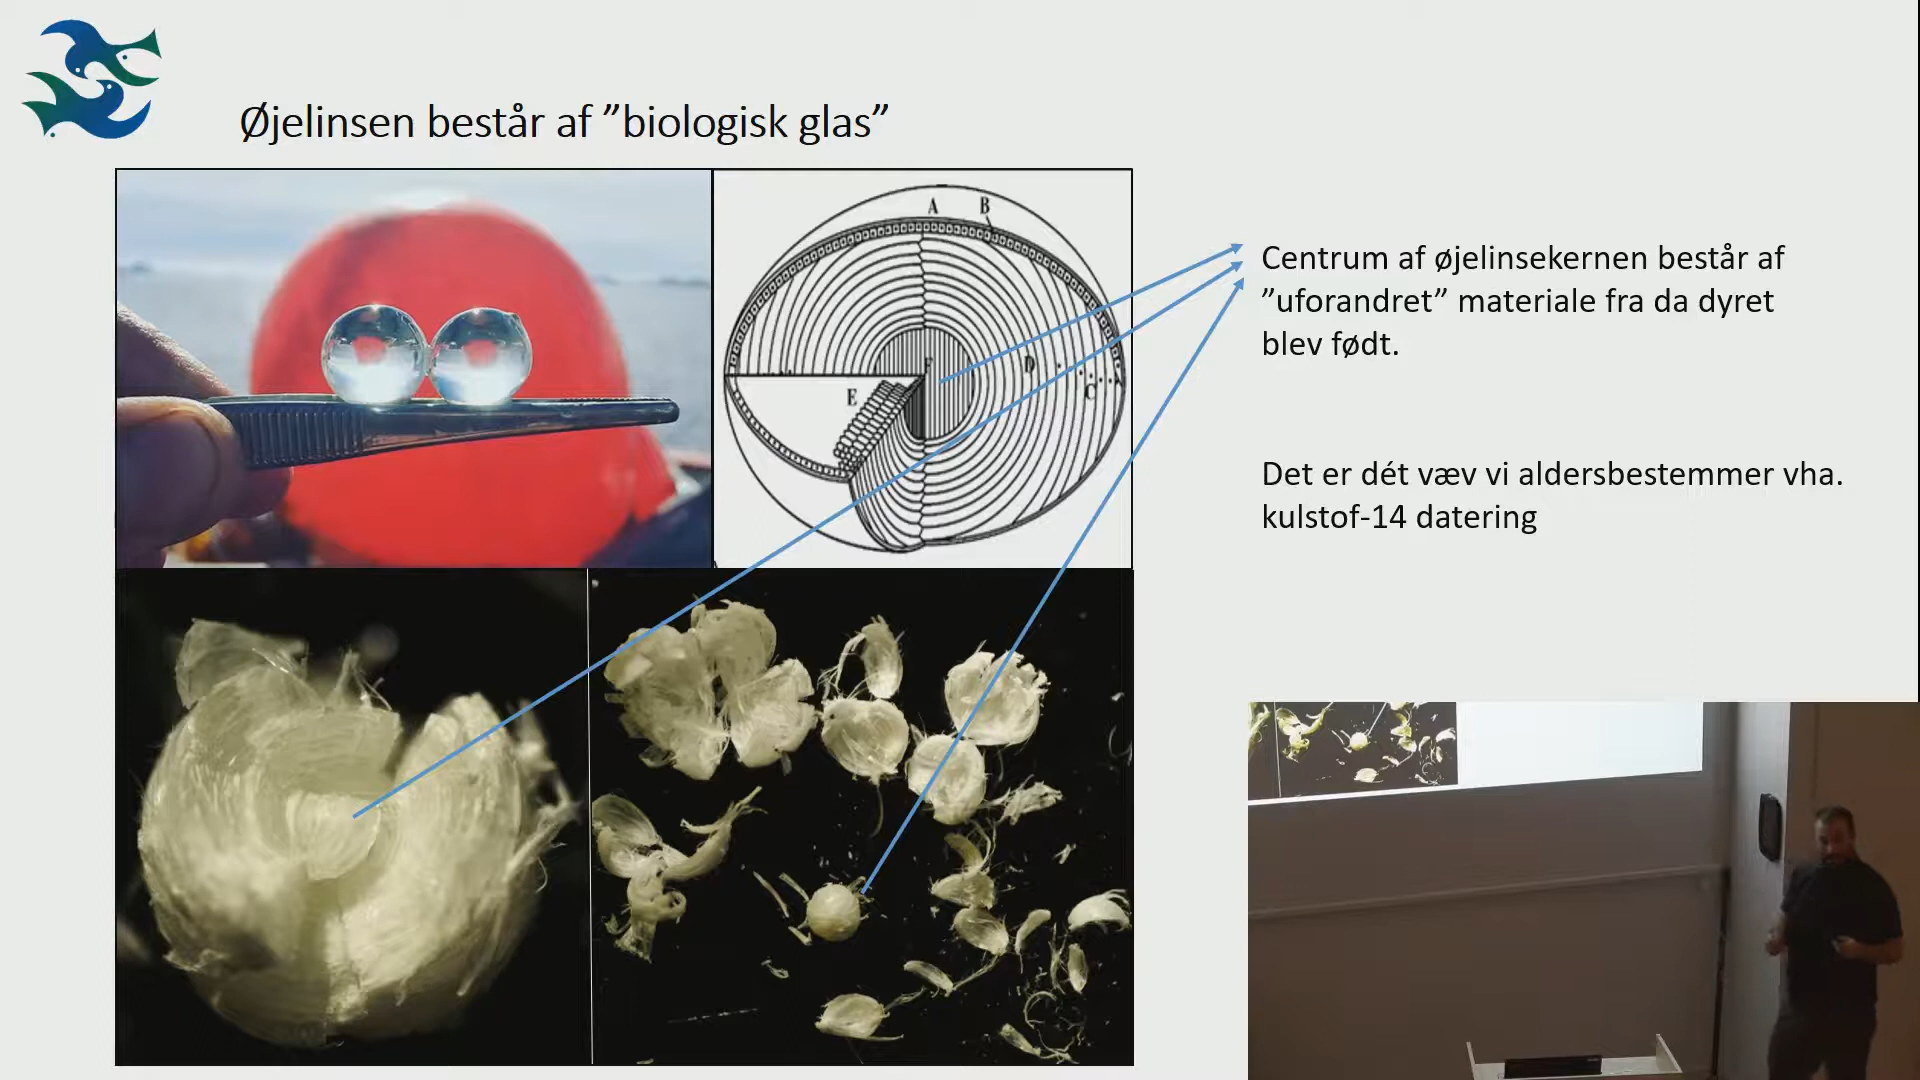 Øjelinsen består af ”biologisk glas”
A B
F
D
E
C
Centrum af øjelinsekernen består af
”uforandret” materiale fra da dyret
blev født.
Det er dét væv vi aldersbestemmer vha.
kulstof-14 datering